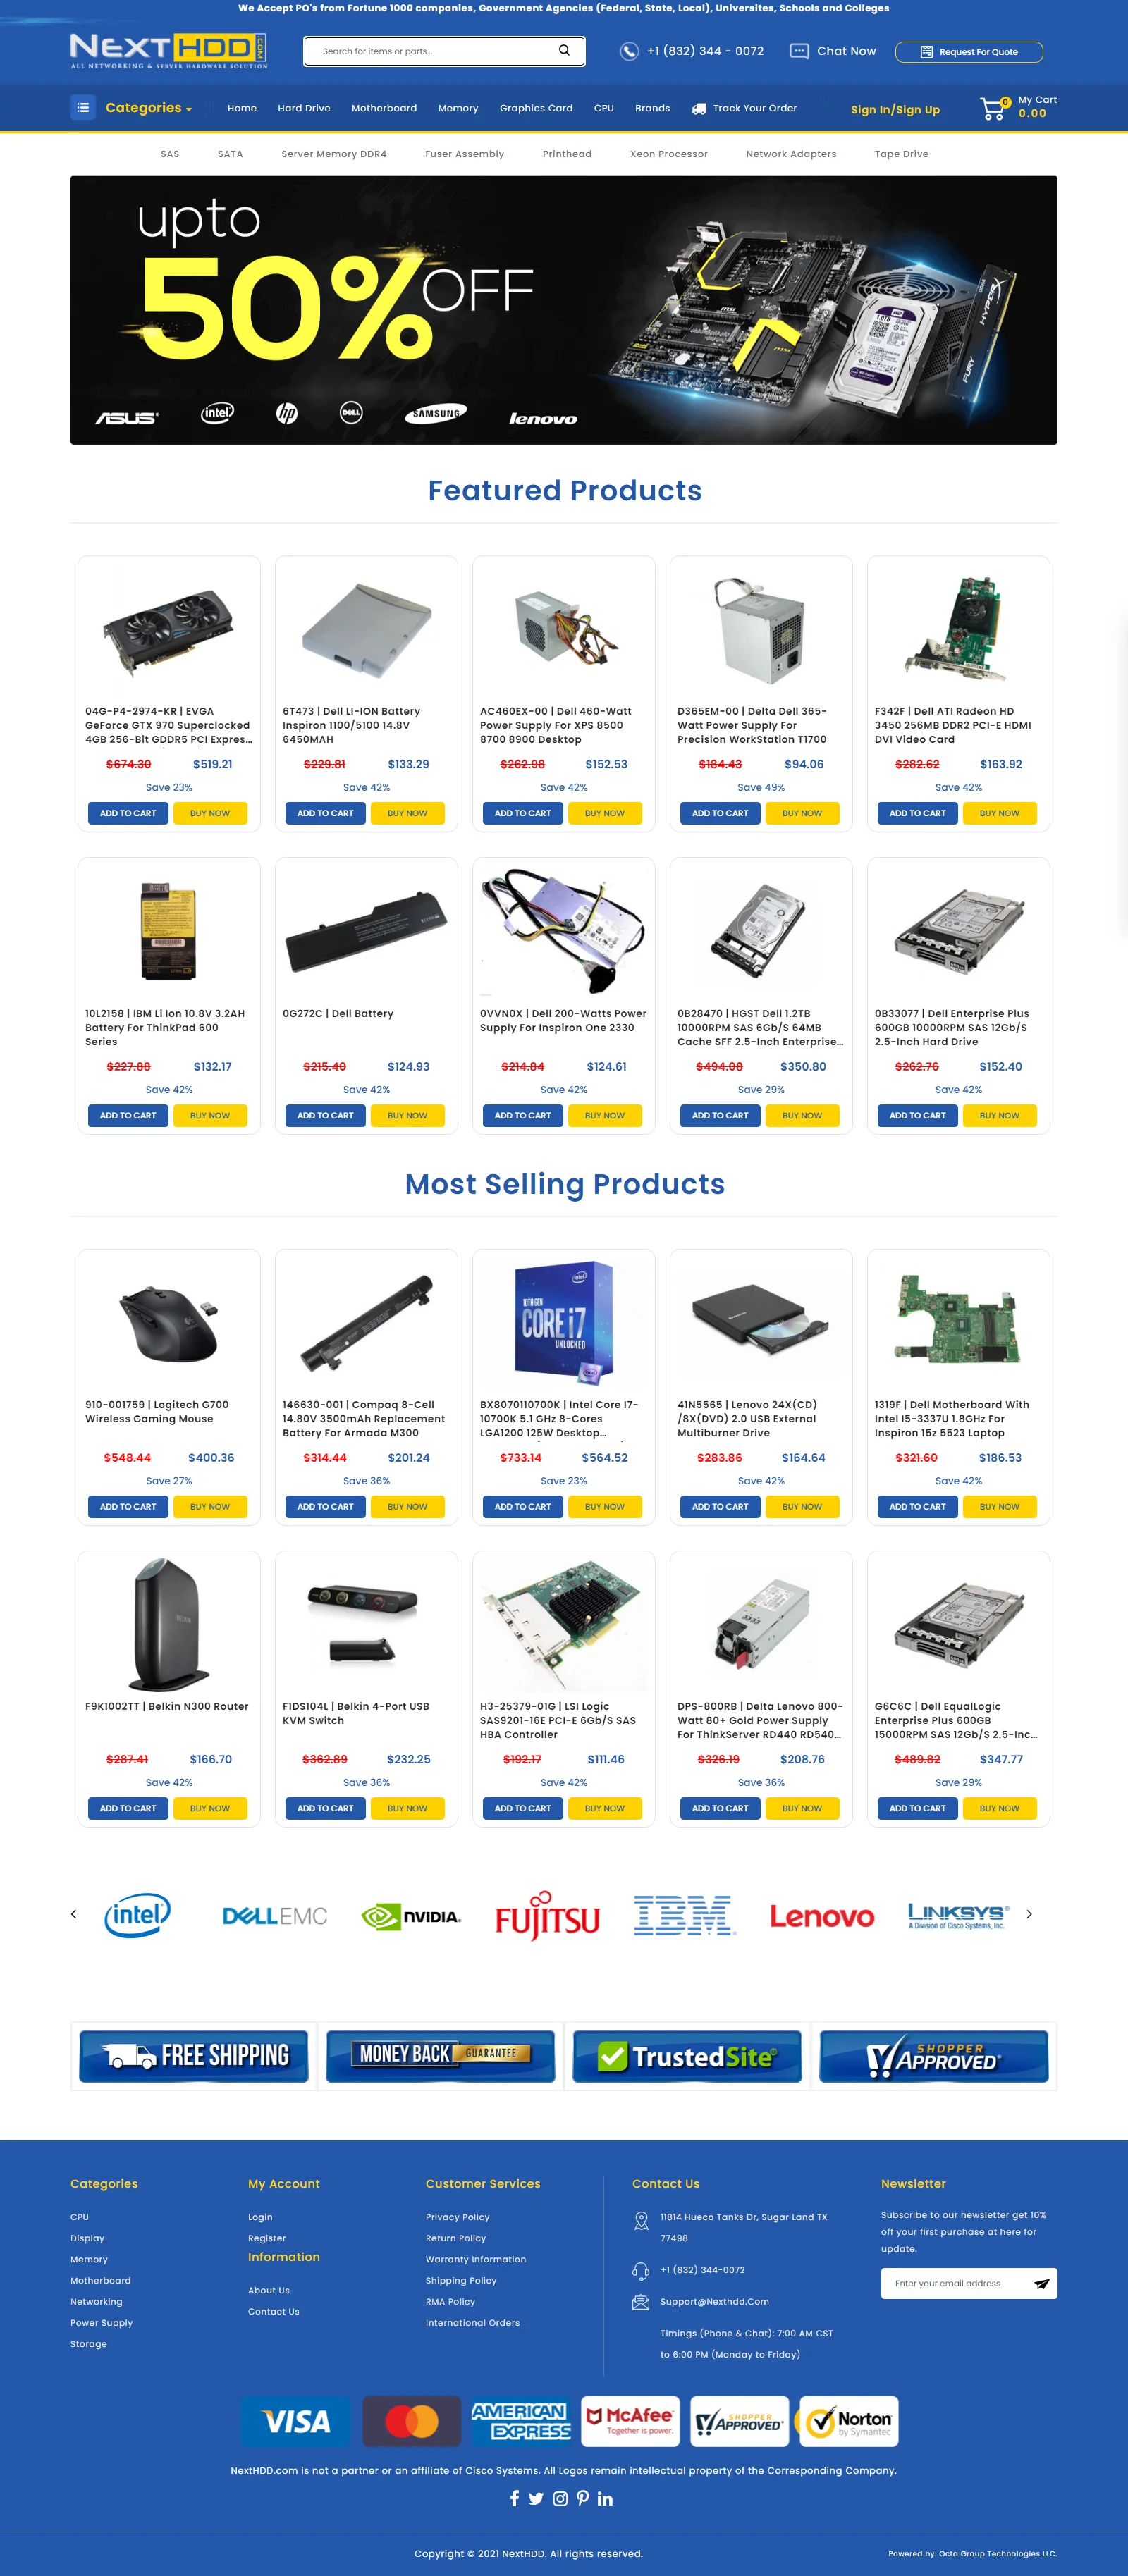 We Accept PO's from Fortune 1000 companies, Government Agencies (Federal, State, Local), Universites, Schools and Colleges
NEXTHDD.COM
ALL NETWORKING & SERVER HARDWARE SOLUTION
Search for items or parts...
+1 (832) 344 - 0072
Chat Now
Request For Quote
Categories
Home
Hard Drive
Motherboard
Memory
Graphics Card
CPU
Brands
Track Your Order
Sign In/Sign Up
0
My Cart
0.00
SAS
SATA
Server Memory DDR4
Fuser Assembly
Printhead
Xeon Processor
Network Adapters
Tape Drive
upto
50% OFF
ASUS
intel
hp
DELL
SAMSUNG
lenovo
msi
WD
FURY
HYPERX
Featured Products
04G-P4-2974-KR | EVGA
GeForce GTX 970 Superclocked
4GB 256-Bit GDDR5 PCI Expres...
$674.30 $519.21
Save 23%
ADD TO CART BUY NOW
6T473 | Dell LI-ION Battery
Inspiron 1100/5100 14.8V
6450MAH
$229.81 $133.29
Save 42%
ADD TO CART BUY NOW
AC460EX-00 | Dell 460-Watt
Power Supply For XPS 8500
8700 8900 Desktop
$262.98 $152.53
Save 42%
ADD TO CART BUY NOW
D365EM-00 | Delta Dell 365-
Watt Power Supply For
Precision WorkStation T1700
$184.43 $94.06
Save 49%
ADD TO CART BUY NOW
F342F | Dell ATI Radeon HD
3450 256MB DDR2 PCI-E HDMI
DVI Video Card
$282.62 $163.92
Save 42%
ADD TO CART BUY NOW
10L2158 | IBM Li Ion 10.8V 3.2AH
Battery For ThinkPad 600
Series
$227.88 $132.17
Save 42%
ADD TO CART BUY NOW
0G272C | Dell Battery
$215.40 $124.93
Save 42%
ADD TO CART BUY NOW
0VVN0X | Dell 200-Watts Power
Supply For Inspiron One 2330
$214.84 $124.61
Save 42%
ADD TO CART BUY NOW
0B28470 | HGST Dell 1.2TB
10000RPM SAS 6Gb/S 64MB
Cache SFF 2.5-Inch Enterprise...
$494.08 $350.80
Save 29%
ADD TO CART BUY NOW
0B33077 | Dell Enterprise Plus
600GB 10000RPM SAS 12Gb/S
2.5-Inch Hard Drive
$262.76 $152.40
Save 42%
ADD TO CART BUY NOW
Most Selling Products
910-001759 | Logitech G700
Wireless Gaming Mouse
$548.44 $400.36
Save 27%
ADD TO CART BUY NOW
146630-001 | Compaq 8-Cell
14.80V 3500mAh Replacement
Battery For Armada M300
$314.44 $201.24
Save 36%
ADD TO CART BUY NOW
intel
10TH GEN
CORE i7
UNLOCKED
BX8070110700K | Intel Core I7-
10700K 5.1 GHz 8-Cores
LGA1200 125W Desktop...
$733.14 $564.52
Save 23%
ADD TO CART BUY NOW
41N5565 | Lenovo 24X(CD)
/8X(DVD) 2.0 USB External
Multiburner Drive
$283.86 $164.64
Save 42%
ADD TO CART BUY NOW
1319F | Dell Motherboard With
Intel I5-3337U 1.8GHz For
Inspiron 15z 5523 Laptop
$321.60 $186.53
Save 42%
ADD TO CART BUY NOW
F9K1002TT | Belkin N300 Router
$287.41 $166.70
Save 42%
ADD TO CART BUY NOW
F1DS104L | Belkin 4-Port USB
KVM Switch
$362.89 $232.25
Save 36%
ADD TO CART BUY NOW
H3-25379-01G | LSI Logic
SAS9201-16E PCI-E 6Gb/S SAS
HBA Controller
$192.17 $111.46
Save 42%
ADD TO CART BUY NOW
DPS-800RB | Delta Lenovo 800-
Watt 80+ Gold Power Supply
For ThinkServer RD440 RD540...
$326.19 $208.76
Save 36%
ADD TO CART BUY NOW
G6C6C | Dell EqualLogic
Enterprise Plus 600GB
15000RPM SAS 12Gb/S 2.5-Inc...
$489.82 $347.77
Save 29%
ADD TO CART BUY NOW
intel
DELLEMC
NVIDIA.
FUJITSU
IBM
Lenovo
LINKSYS
A Division of Cisco Systems, Inc.
FREE SHIPPING
MONEY BACK GUARANTEE
TrustedSite
SHOPPER APPROVED
Categories
CPU
Display
Memory
Motherboard
Networking
Power Supply
Storage
My Account
Login
Register
Information
About Us
Contact Us
Customer Services
Privacy Policy
Return Policy
Warranty Information
Shipping Policy
RMA Policy
International Orders
Contact Us
11814 Hueco Tanks Dr, Sugar Land TX
77498
+1 (832) 344-0072
Support@Nexthdd.Com
Timings (Phone & Chat): 7:00 AM CST
to 6:00 PM (Monday to Friday)
Newsletter
Subscribe to our newsletter get 10%
off your first purchase at here for
update.
Enter your email address
VISA
AMERICAN EXPRESS
McAfee
Together is power.
SHOPPER APPROVED
Norton
by Symantec
NextHDD.com is not a partner or an affiliate of Cisco Systems. All Logos remain intellectual property of the Corresponding Company.
Copyright © 2021 NextHDD. All rights reserved.
Powered by: Octa Group Technologies LLC.